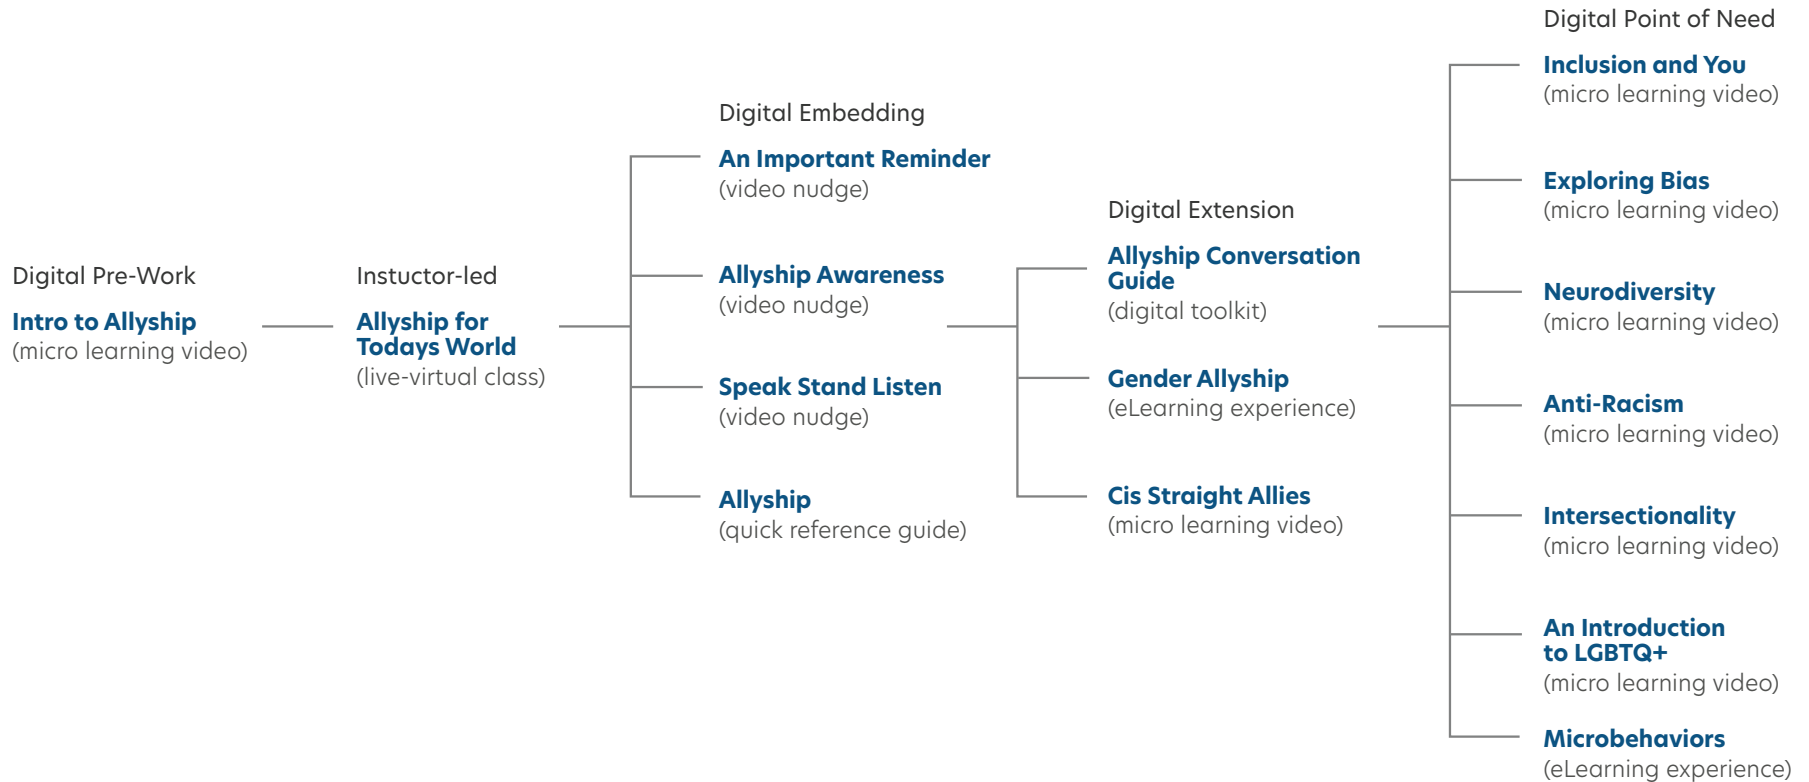 Digital Pre-Work
Intro to Allyship
(micro learning video)
Instuctor-led
Allyship for
Todays World
(live-virtual class)
Digital Embedding
An Important Reminder
(video nudge)
Allyship Awareness
(video nudge)
Speak Stand Listen
(video nudge)
Allyship
(quick reference guide)
Digital Extension
Allyship Conversation
Guide
(digital toolkit)
Gender Allyship
(eLearning experience)
Cis Straight Allies
(micro learning video)
Digital Point of Need
Inclusion and You
(micro learning video)
Exploring Bias
(micro learning video)
Neurodiversity
(micro learning video)
Anti-Racism
(micro learning video)
Intersectionality
(micro learning video)
An Introduction
to LGBTQ+
(micro learning video)
Microbehaviors
(eLearning experience)